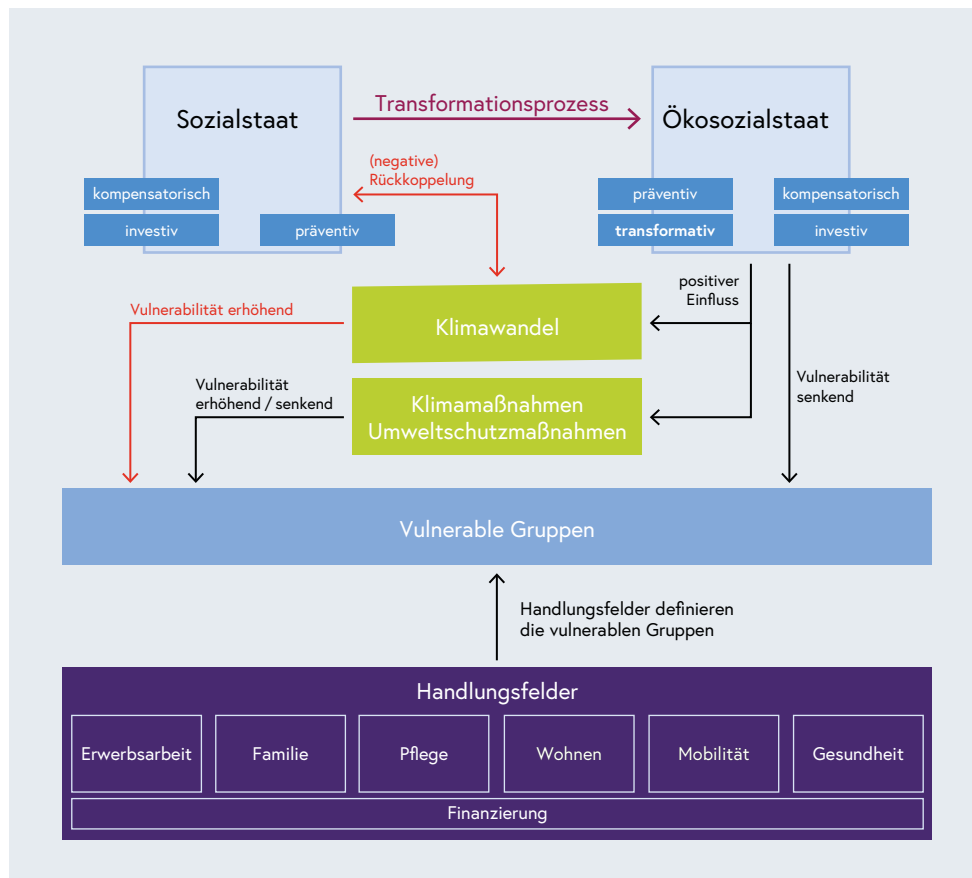 Transformationsprozess
Sozialstaat
Ökosozialstaat
(negative)
Rückkoppelung
kompensatorisch
investiv
präventiv
präventiv
transformativ
kompensatorisch
investiv
positiver
Einfluss
Vulnerabilität erhöhend
Klimawandel
Vulnerabilität
erhöhend / senkend
Klimamaßnahmen
Umweltschutzmaßnahmen
Vulnerabilität
senkend
Vulnerable Gruppen
Handlungsfelder definieren
die vulnerablen Gruppen
Handlungsfelder
Erwerbsarbeit
Familie
Pflege
Wohnen
Mobilität
Gesundheit
Finanzierung